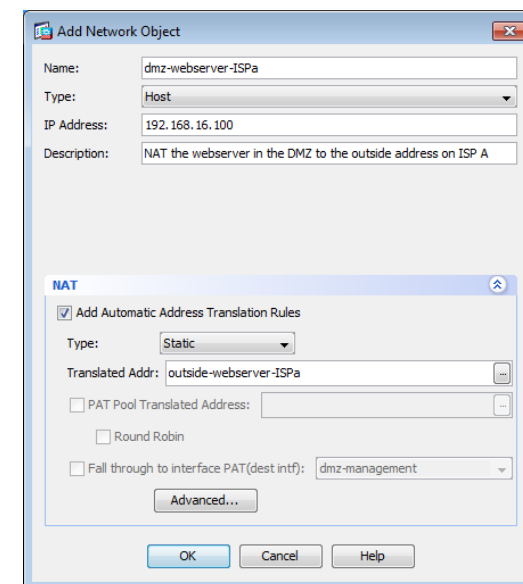 Add Network Object
Name: dmz-webserver-ISPa
Type: Host
IP Address: 192.168.16.100
Description: NAT the webserver in the DMZ to the outside address on ISP A
NAT
Add Automatic Address Translation Rules
Type: Static
Translated Addr: outside-webserver-ISPa ...
PAT Pool Translated Address: ...
Round Robin
Fall through to interface PAT(dest intf): dmz-management
Advanced...
OK Cancel Help